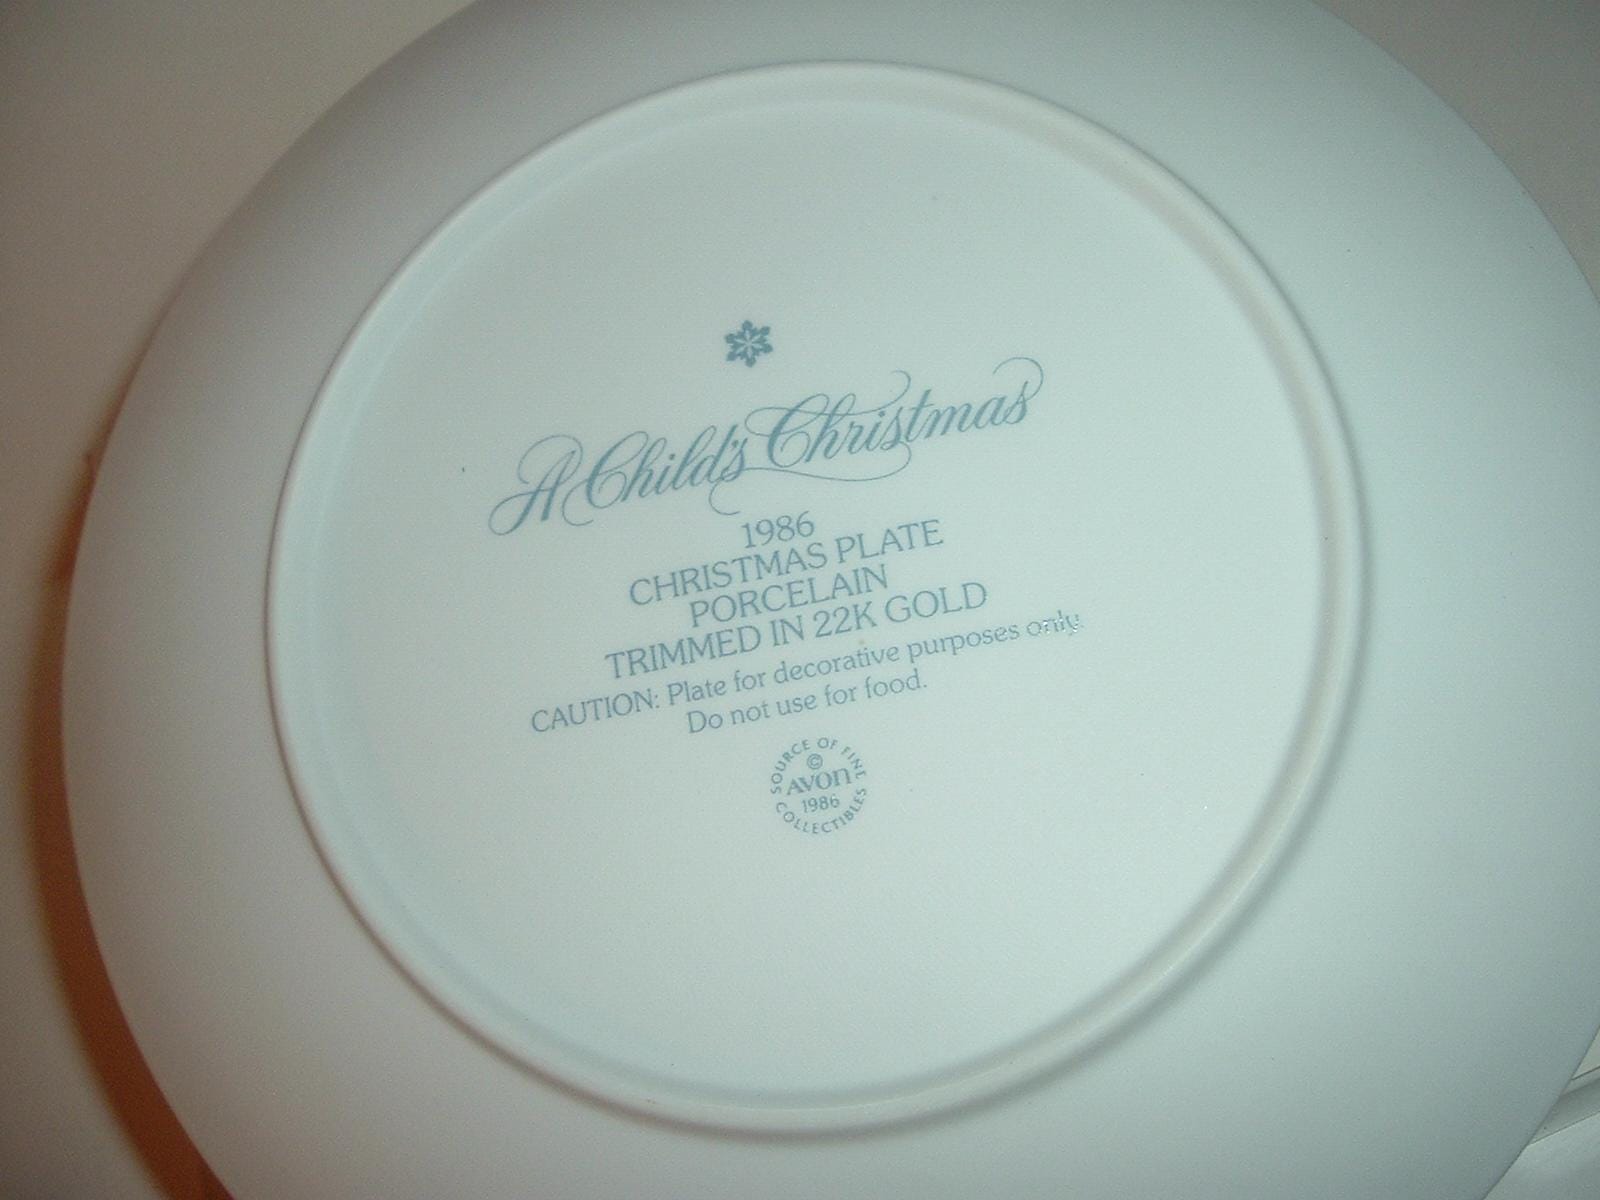 A Child's Christmas
1986
CHRISTMAS PLATE
PORCELAIN
TRIMMED IN 22K GOLD
CAUTION: Plate for decorative purposes only.
Do not use for food.
SOURCE OF FINE
©
AVON
1986
COLLECTIBLES